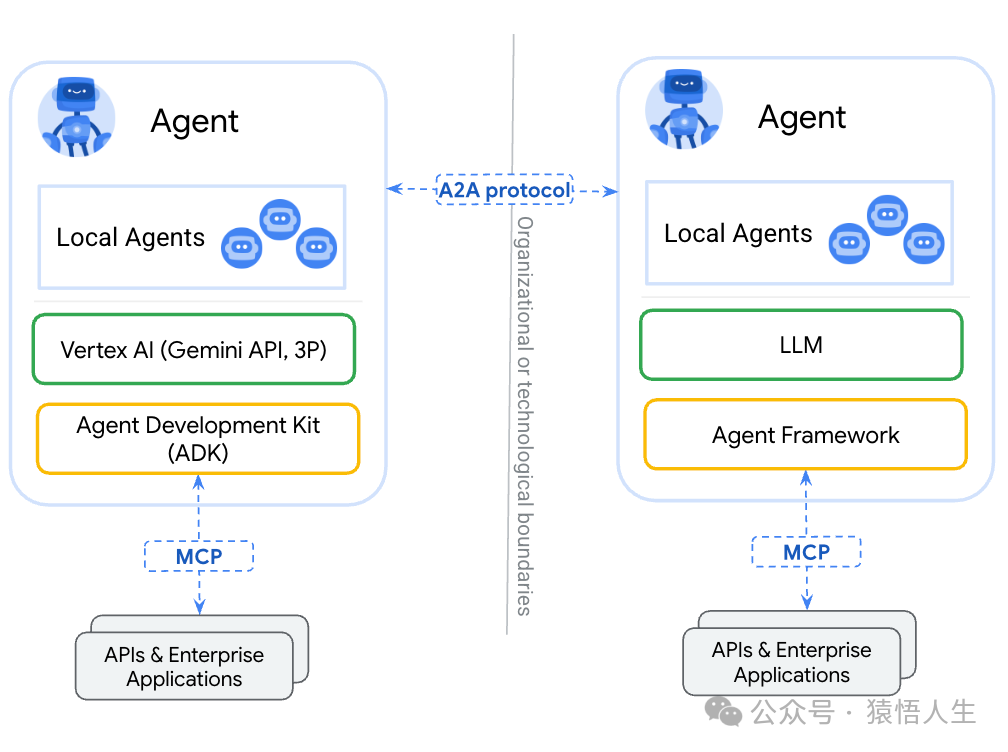 Agent
Local Agents
Vertex AI (Gemini API, 3P)
Agent Development Kit
(ADK)
MCP
APIs & Enterprise
Applications
A2A protocol
Organizational or technological boundaries
Agent
Local Agents
LLM
Agent Framework
MCP
APIs & Enterprise
Applications
公众号 · 猿悟人生